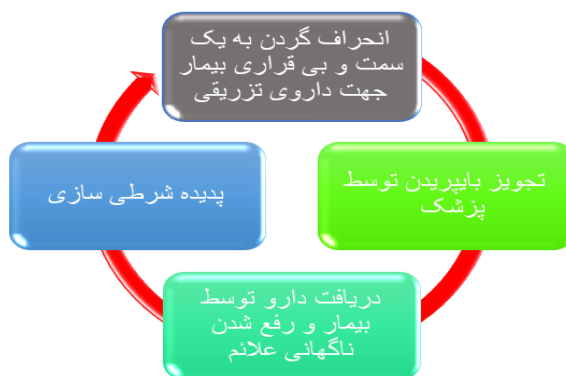 انحراف گردن به یک
سمت و بی قراری بیمار
جهت داروی تزریقی
تجویز بایپریدن توسط
پزشک
دریافت دارو توسط
بیمار و رفع شدن
ناگهانی علائم
پدیده شرطی سازی